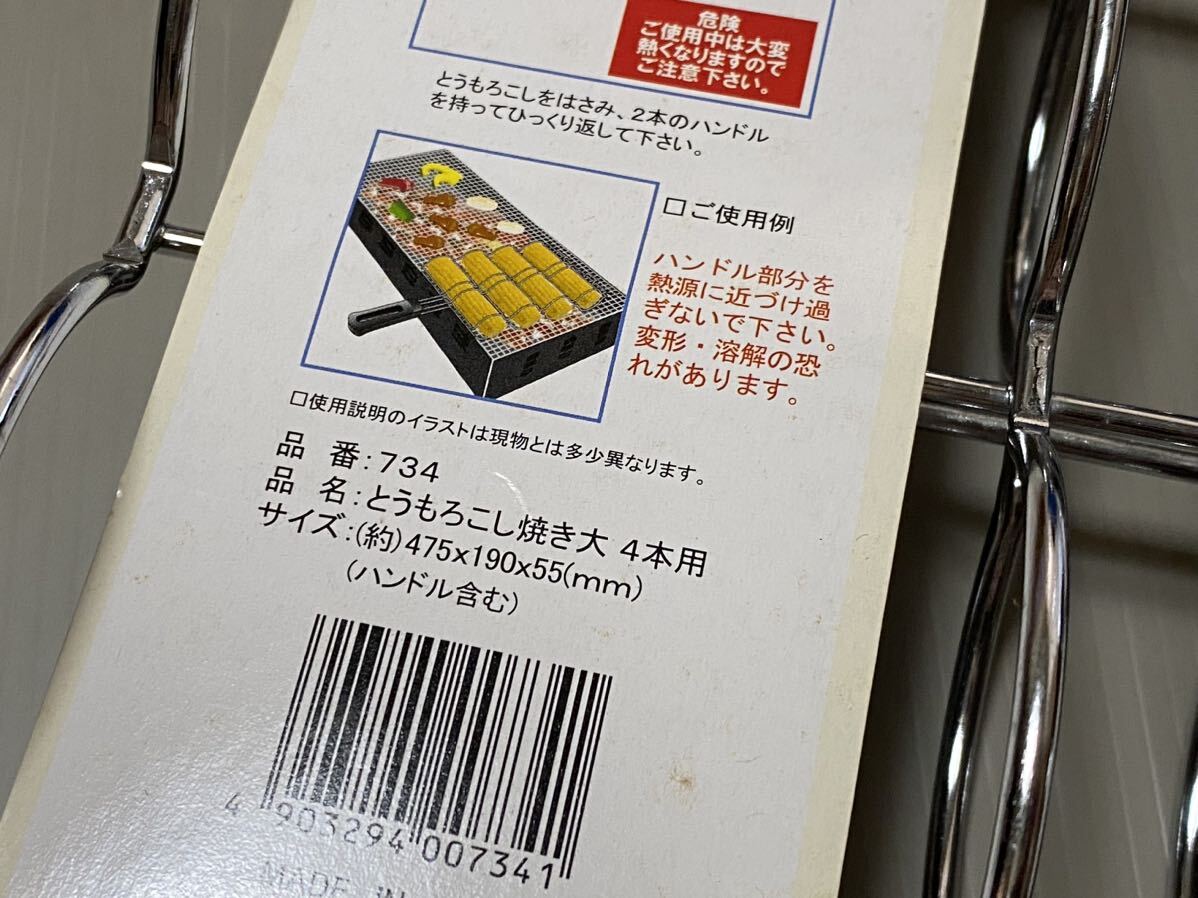 危険
ご使用中は大変
熱くなりますので
ご注意下さい。
とうもろこしをはさみ、2本のハンドル
を持ってひっくり返して下さい。
□ご使用例
ハンドル部分を
熱源に近づけ過
ぎないで下さい。
変形・溶解の恐
れがあります。
□使用説明のイラストは現物とは多少異なります。
品 番:734
品 名:とうもろこし焼き大 4本用
サイズ:(約)475x190x55(mm)
(ハンドル含む)
4 903294 007341
MADE IN